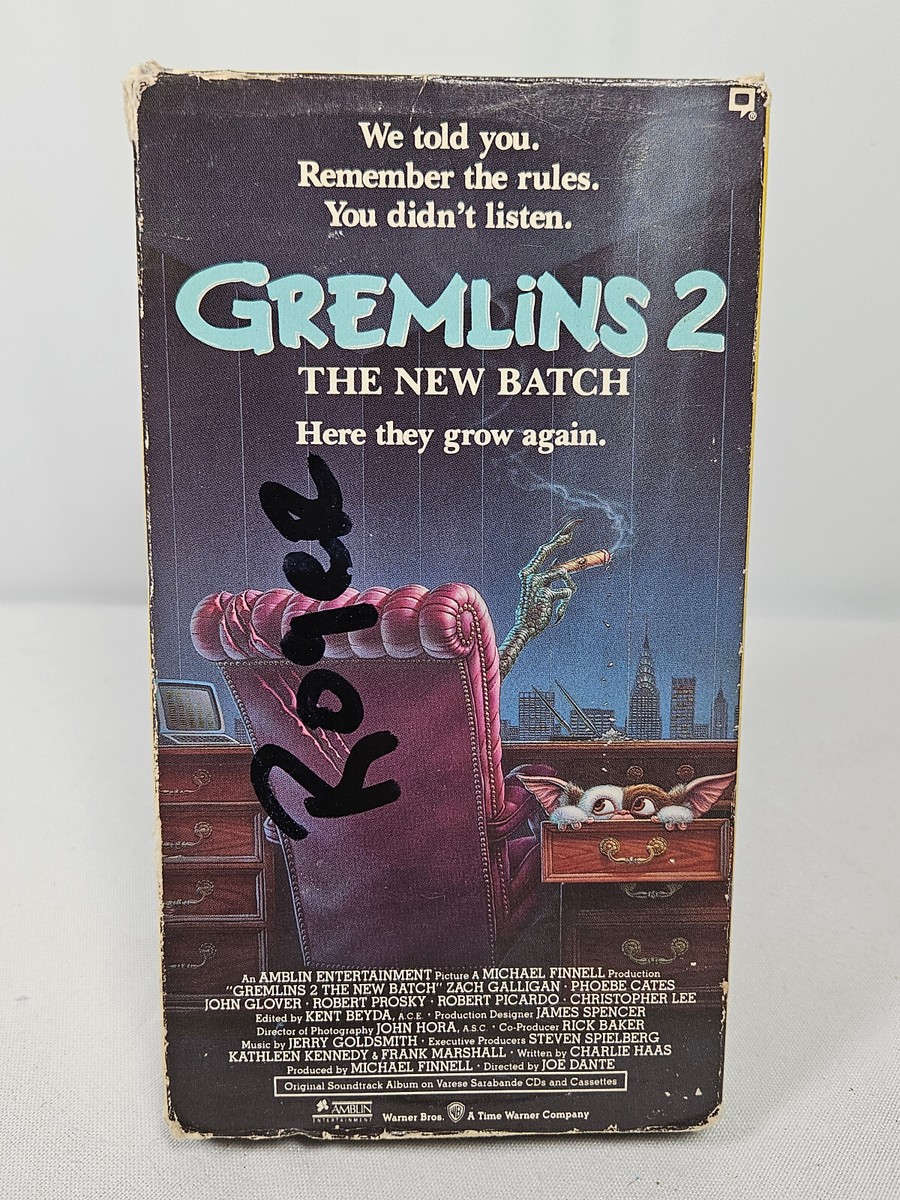 We told you.
Remember the rules.
You didn't listen.
GREMLiNS 2
THE NEW BATCH
Here they grow again.
Roger
An AMBLIN ENTERTAINMENT Picture A MICHAEL FINNELL Production
"GREMLINS 2 THE NEW BATCH" ZACH GALLIGAN · PHOEBE CATES
JOHN GLOVER · ROBERT PROSKY · ROBERT PICARDO · CHRISTOPHER LEE
Edited by KENT BEYDA, A.C.E. · Production Designer JAMES SPENCER
Director of Photography JOHN HORA, A.S.C. · Co-Producer RICK BAKER
Music by JERRY GOLDSMITH · Executive Producers STEVEN SPIELBERG
KATHLEEN KENNEDY & FRANK MARSHALL · Written by CHARLIE HAAS
Produced by MICHAEL FINNELL · Directed by JOE DANTE
Original Soundtrack Album on Varese Sarabande CDs and Cassettes
AMBLIN ENTERTAINMENT Warner Bros. WB A Time Warner Company